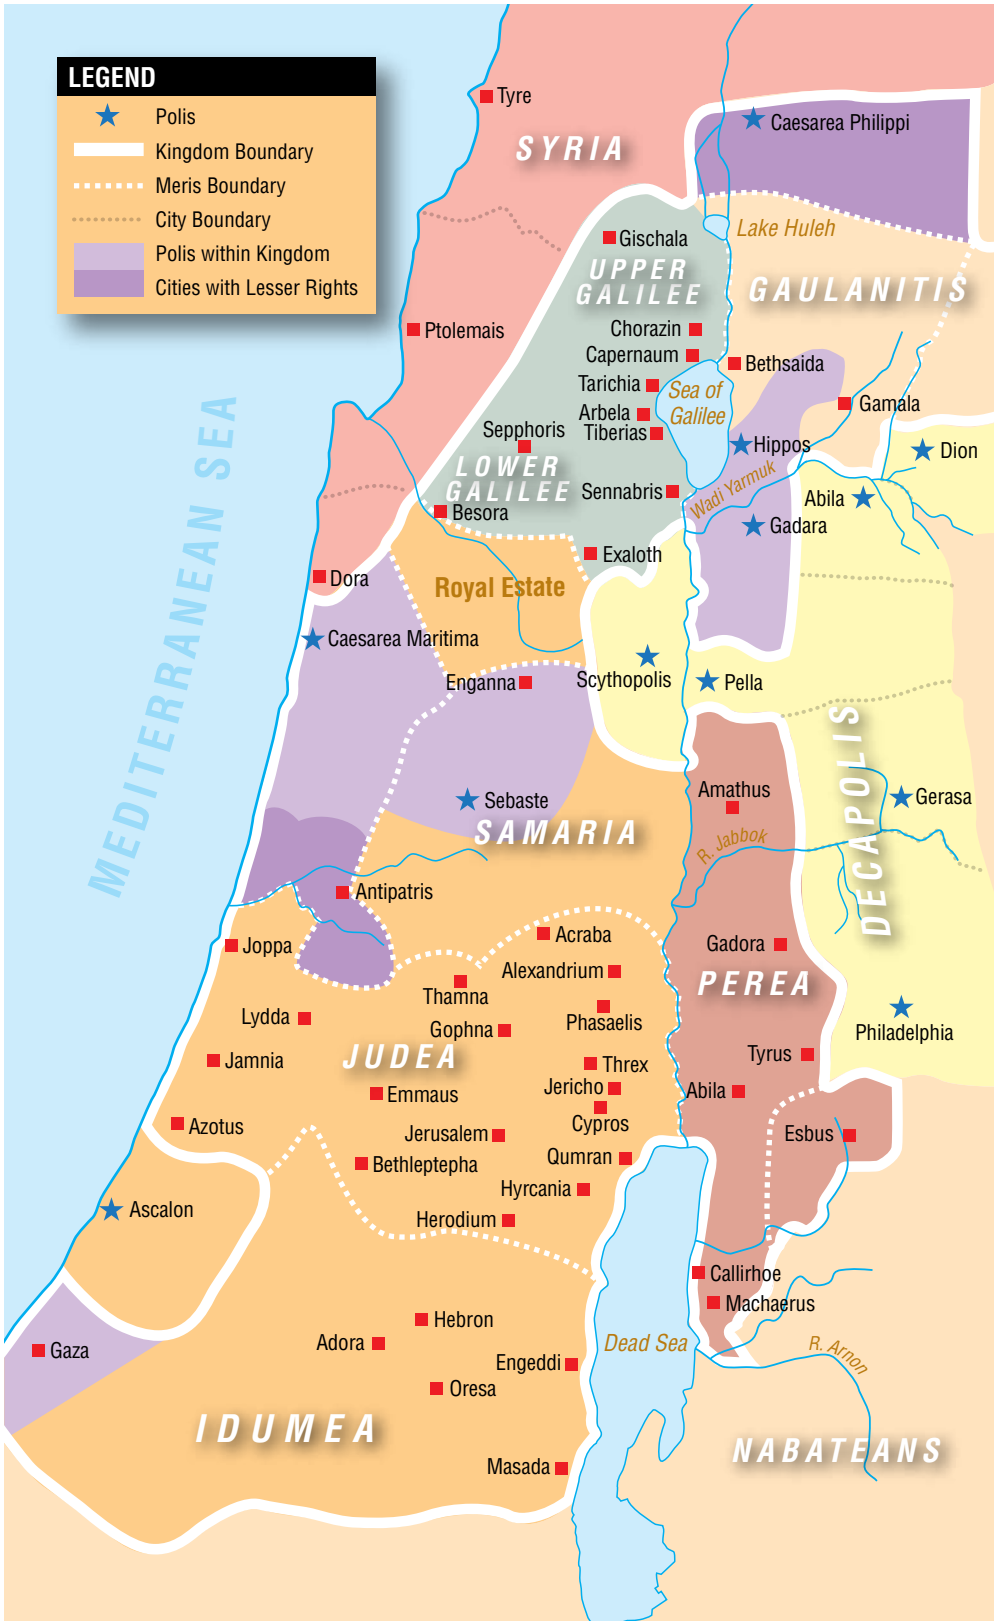 LEGEND
Polis
Kingdom Boundary
Meris Boundary
City Boundary
Polis within Kingdom
Cities with Lesser Rights
Tyre
SYRIA
Caesarea Philippi
Lake Huleh
Gischala
UPPER
GALILEE
GAULANITIS
Ptolemais
Chorazin
Capernaum
Bethsaida
Tarichia
Sea of
Galilee
Gamala
Arbela
Tiberias
Sepphoris
Hippos
Dion
LOWER
GALILEE
Wadi Yarmuk
Sennabris
Abila
Besora
Gadara
MEDITERRANEAN SEA
Exaloth
Dora
Royal Estate
Caesarea Maritima
Enganna
Scythopolis
Pella
DECAPOLIS
Amathus
Gerasa
Sebaste
SAMARIA
R. Jabbok
Antipatris
Joppa
Acraba
Gadora
Alexandrium
PEREA
Thamna
Lydda
Gophna
Phasaelis
Philadelphia
JUDEA
Tyrus
Jamnia
Threx
Jericho
Abila
Emmaus
Cypros
Azotus
Jerusalem
Esbus
Bethleptepha
Qumran
Hyrcania
Ascalon
Herodium
Callirhoe
Machaerus
Hebron
Adora
Dead Sea
R. Arnon
Gaza
Engeddi
Oresa
IDUMEA
NABATEANS
Masada